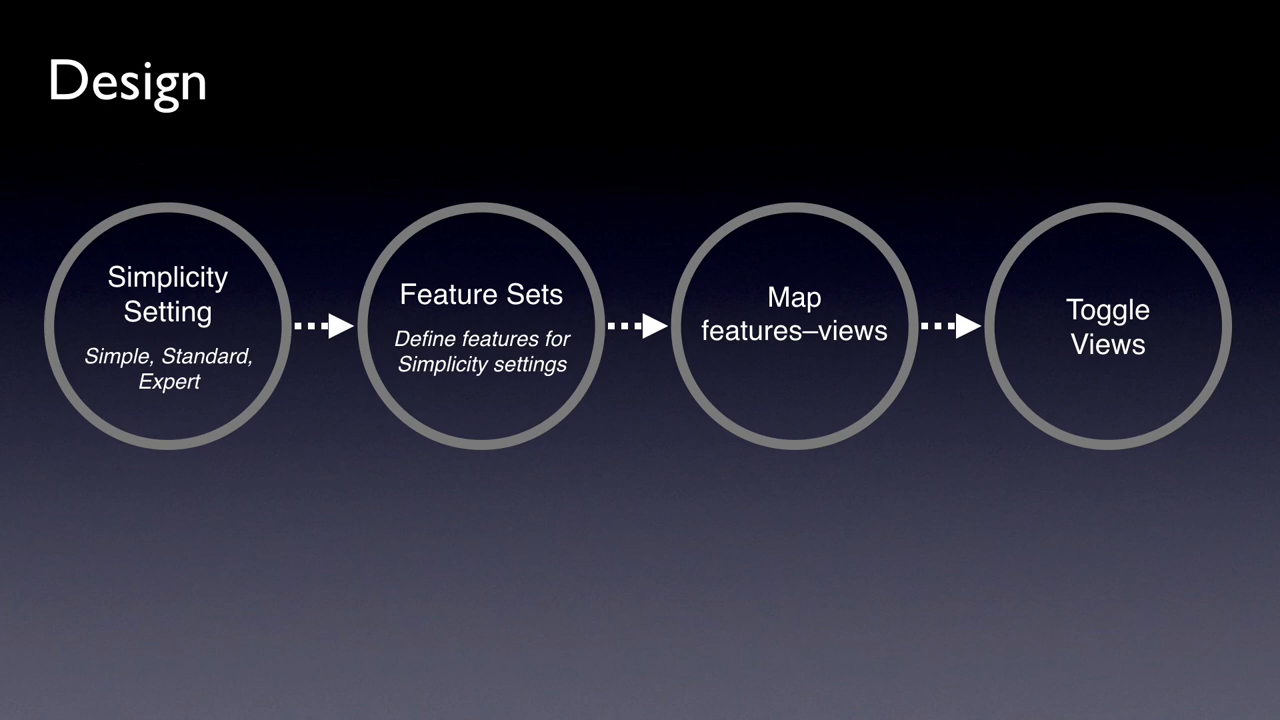 Design
Simplicity
Setting
Simple, Standard,
Expert
Feature Sets
Define features for
Simplicity settings
Map
features–views
Toggle
Views